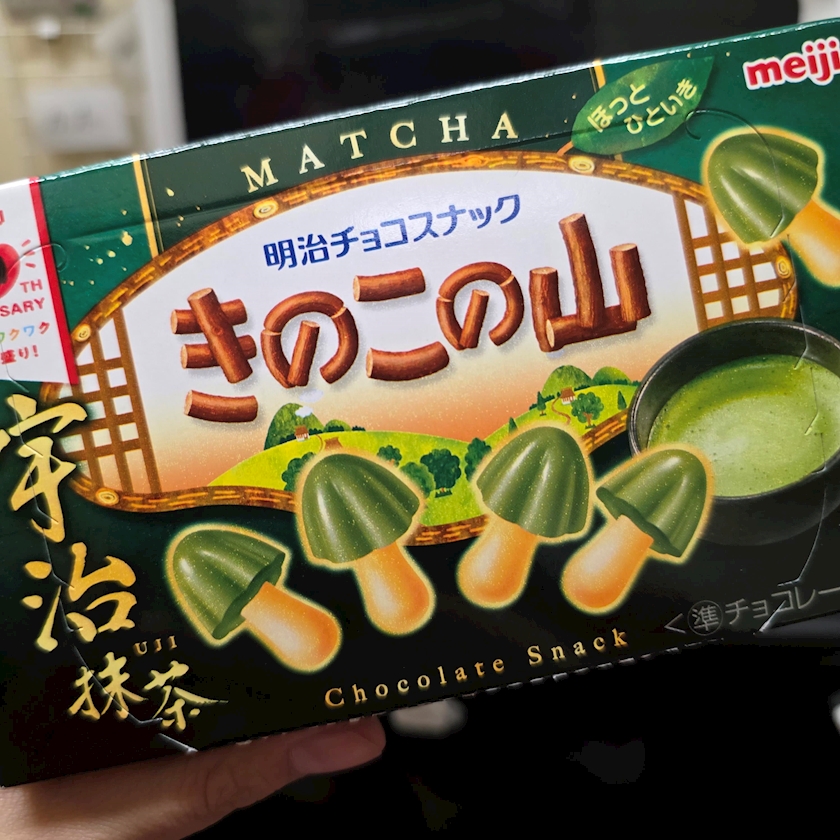 meiji
ほっと
ひといき
MATCHA
明治チョコスナック
きのこの山
TH
SARY
クワク
盛り!
宇治
UJI
抹茶
Chocolate Snack
<準チョコレー